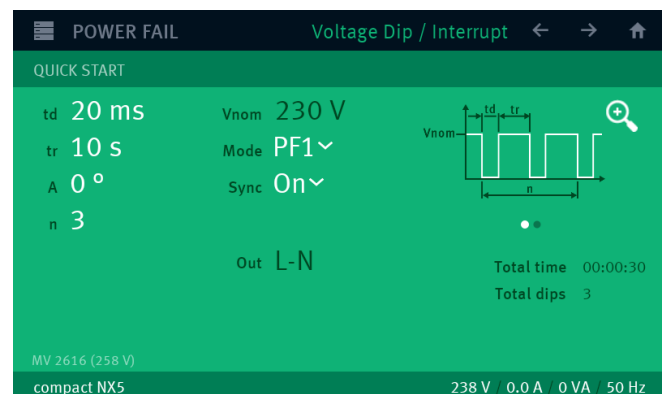 POWER FAIL Voltage Dip / Interrupt
QUICK START
td 20 ms Vnom 230 V
tr 10 s Mode PF1
A 0 º Sync On
n 3
Out L-N
td tr
Vnom
n
Total time 00:00:30
Total dips 3
MV 2616 (258 V)
compact NX5 238 V / 0.0 A / 0 VA / 50 Hz